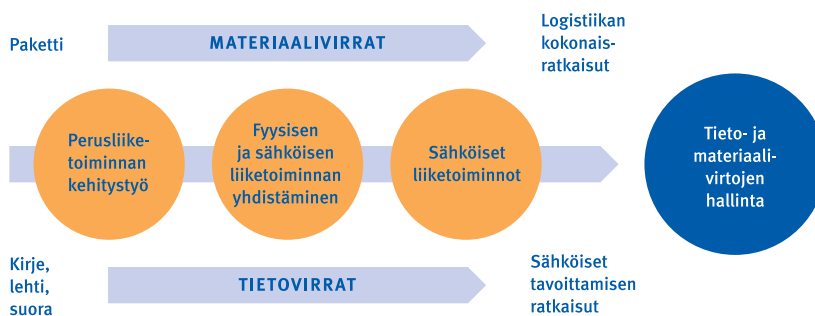 Paketti
MATERIAALIVIRRAT
Logistiikan
kokonais-
ratkaisut
Perusliike-
toiminnan
kehitystyö
Fyysisen
ja sähköisen
liiketoiminnan
yhdistäminen
Sähköiset
liiketoiminnot
Tieto- ja
materiaali-
virtojen
hallinta
Kirje,
lehti,
suora
TIETOVIRRAT
Sähköiset
tavoittamisen
ratkaisut